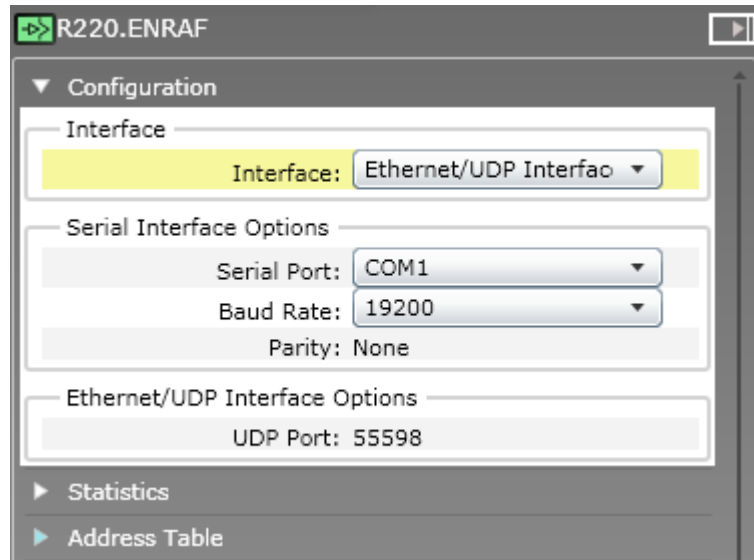 R220.ENRAF
Configuration
Interface
Interface: Ethernet/UDP Interfac
Serial Interface Options
Serial Port: COM1
Baud Rate: 19200
Parity: None
Ethernet/UDP Interface Options
UDP Port: 55598
Statistics
Address Table